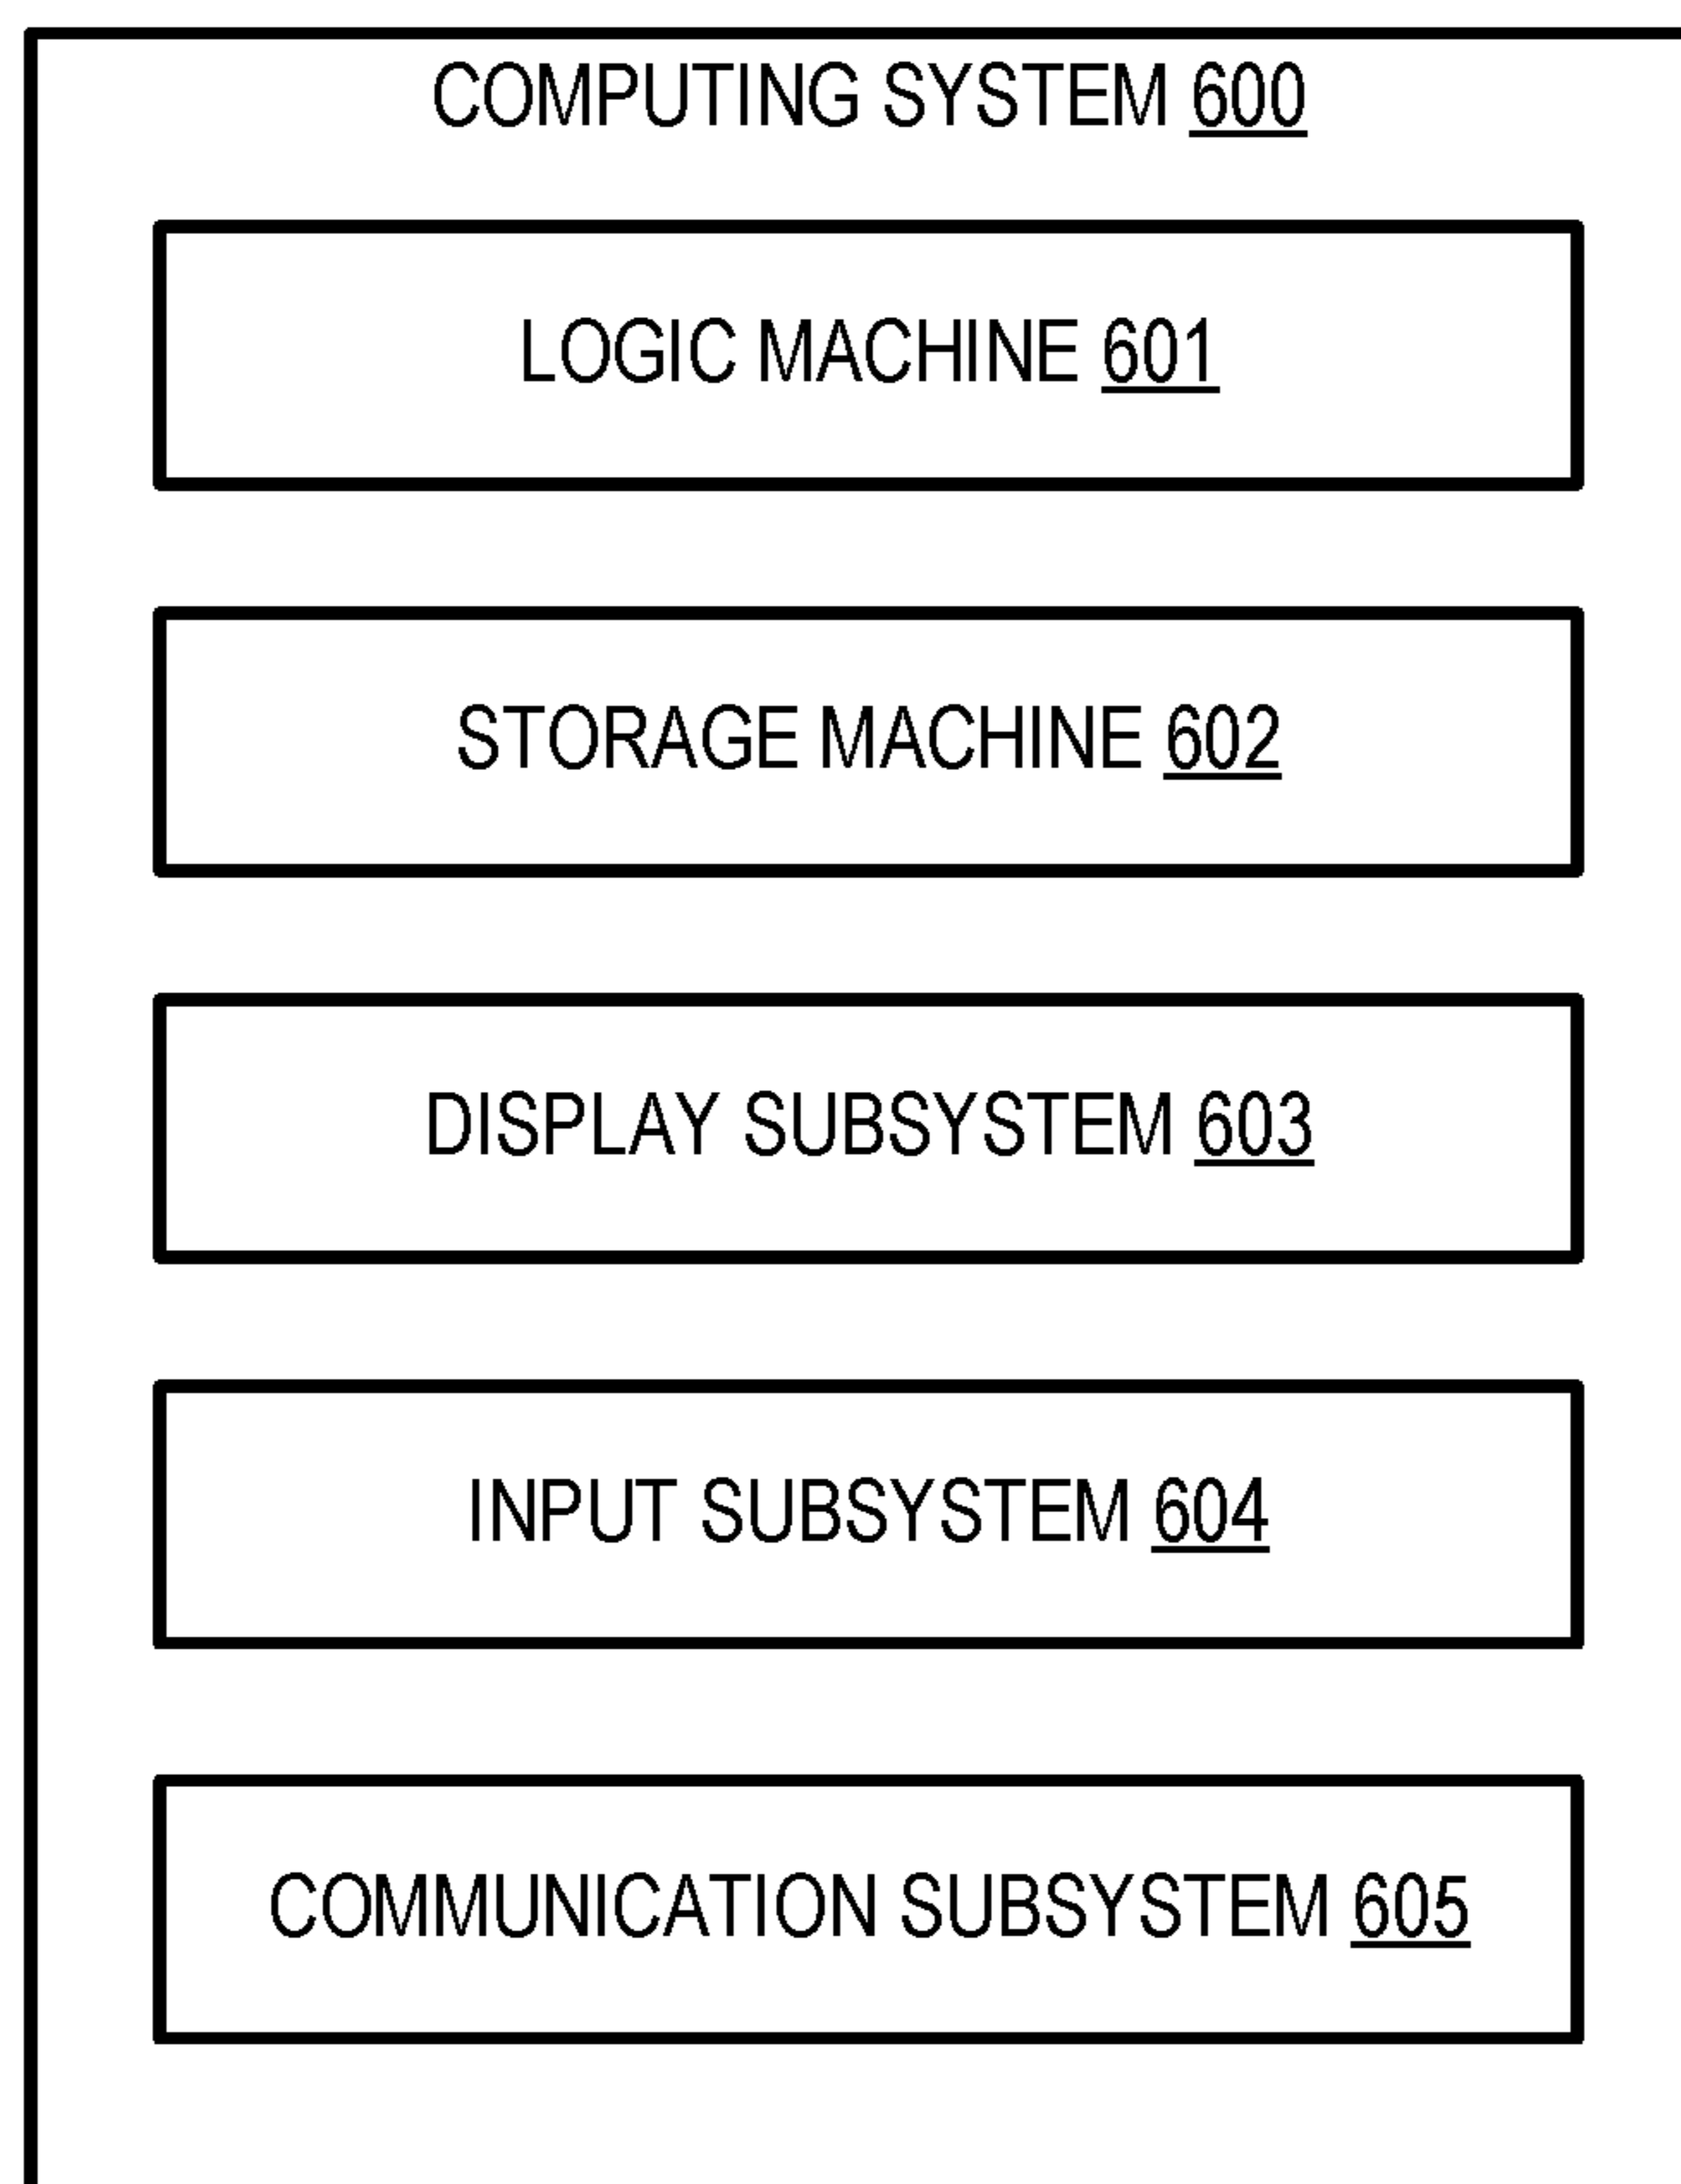 COMPUTING SYSTEM 600
LOGIC MACHINE 601
STORAGE MACHINE 602
DISPLAY SUBSYSTEM 603
INPUT SUBSYSTEM 604
COMMUNICATION SUBSYSTEM 605